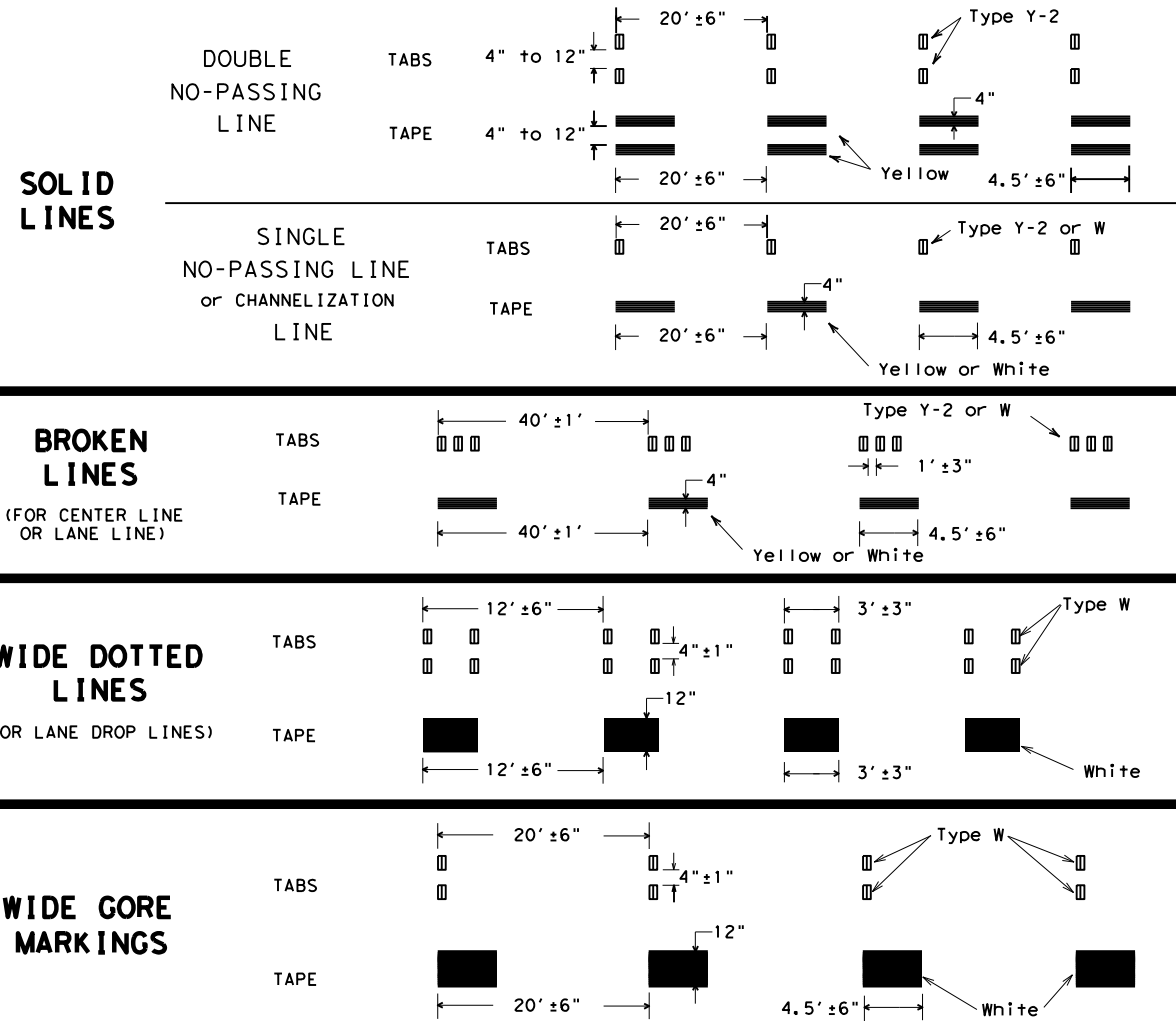 SOLID
LINES
DOUBLE
NO-PASSING
LINE
TABS
4" to 12"
20' ±6"
Type Y-2
TAPE
4" to 12"
4"
20' ±6"
Yellow
4.5' ±6"
SINGLE
NO-PASSING LINE
or CHANNELIZATION
LINE
TABS
20' ±6"
Type Y-2 or W
TAPE
4"
20' ±6"
4.5' ±6"
Yellow or White
BROKEN
LINES
(FOR CENTER LINE
OR LANE LINE)
TABS
40' ±1'
Type Y-2 or W
1' ±3"
TAPE
4"
40' ±1'
4.5' ±6"
Yellow or White
WIDE DOTTED
LINES
OR LANE DROP LINES)
TABS
12' ±6"
3' ±3"
Type W
4"±1"
TAPE
12"
12' ±6"
3' ±3"
White
WIDE GORE
MARKINGS
TABS
20' ±6"
Type W
4"±1"
TAPE
12"
20' ±6"
4.5' ±6"
White